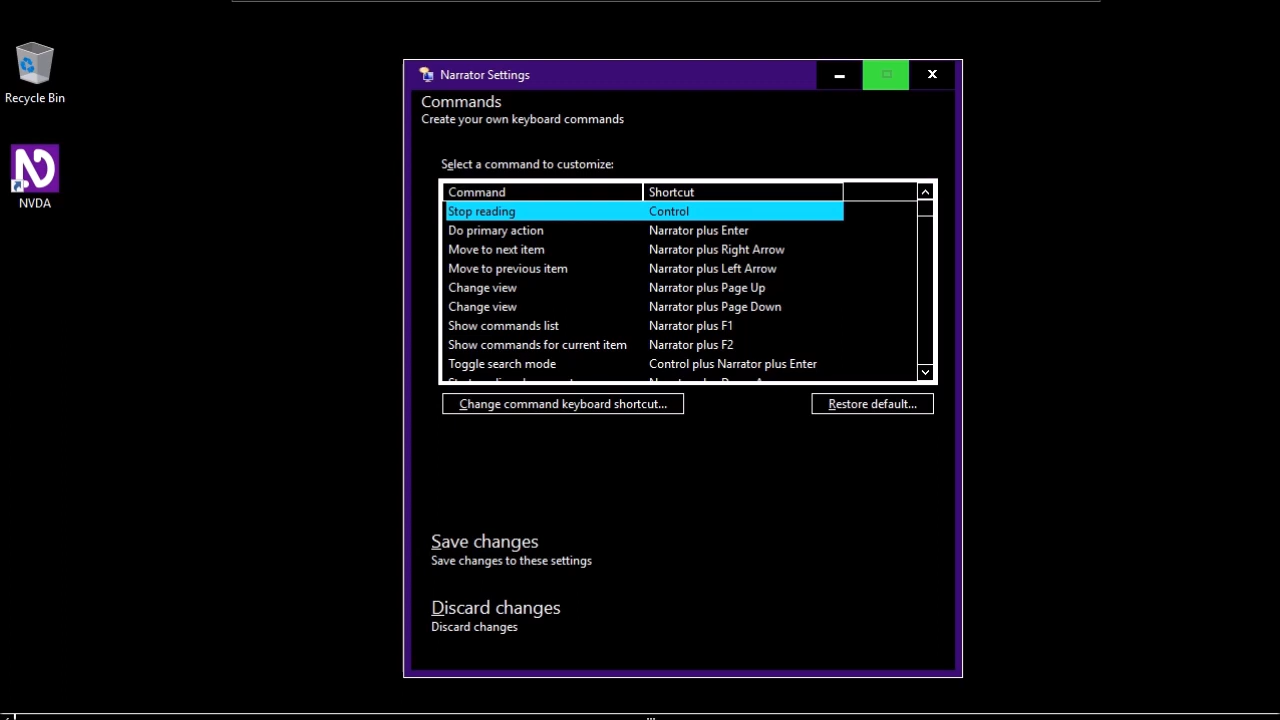 Recycle Bin
NVDA
Narrator Settings
Commands
Create your own keyboard commands
Select a command to customize:
Command Shortcut
Stop reading Control
Do primary action Narrator plus Enter
Move to next item Narrator plus Right Arrow
Move to previous item Narrator plus Left Arrow
Change view Narrator plus Page Up
Change view Narrator plus Page Down
Show commands list Narrator plus F1
Show commands for current item Narrator plus F2
Toggle search mode Control plus Narrator plus Enter
Change command keyboard shortcut... Restore default...
Save changes
Save changes to these settings
Discard changes
Discard changes